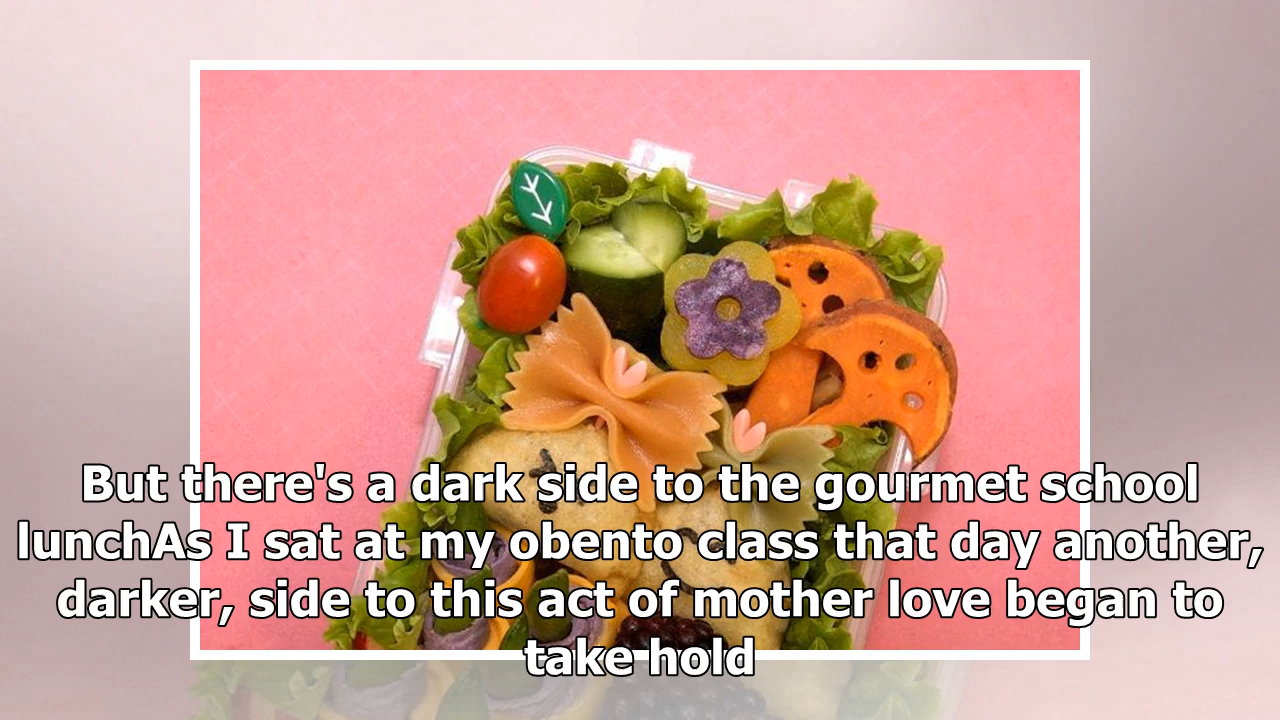 But there's a dark side to the gourmet school
lunchAs I sat at my obento class that day another,
darker, side to this act of mother love began to
take hold